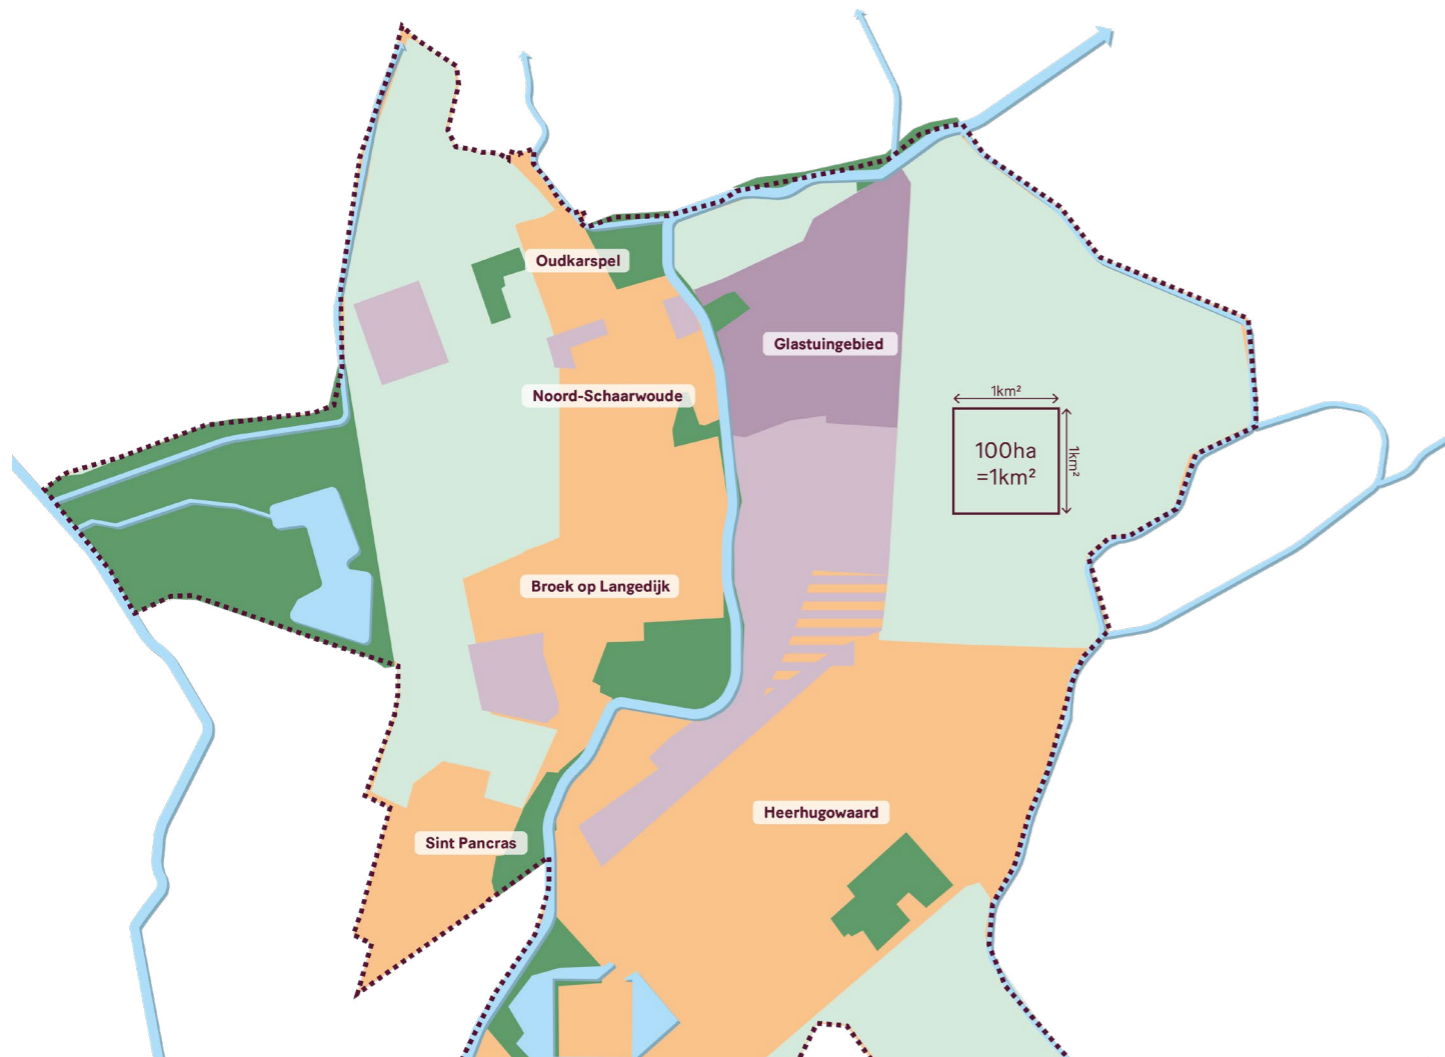 Oudkarspel
Glastuingebied
Noord-Schaarwoude
1km²
100ha
=1km²
1km²
Broek op Langedijk
Heerhugowaard
Sint Pancras